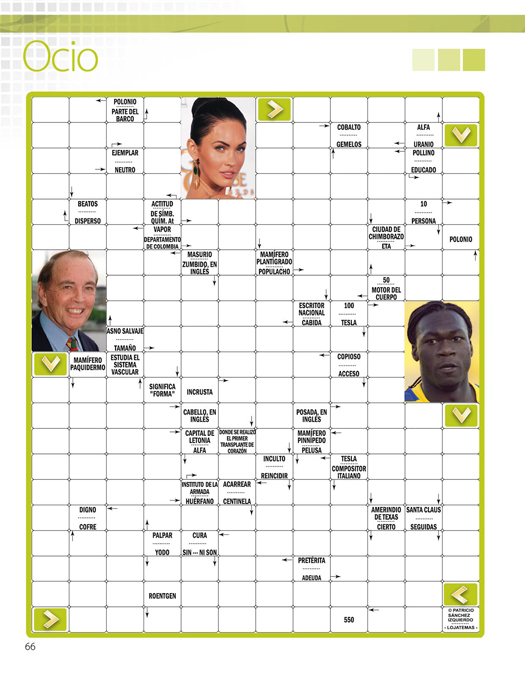 Ocio
POLONIO
PARTE DEL
BARCO
COBALTO
GEMELOS
ALFA
URANIO
EJEMPLAR
NEUTRO
POLLINO
EDUCADO
BEATOS
DISPERSO
ACTITUD
DE SÍMB.
QUÍM. At
10
PERSONA
VAPOR
DEPARTAMENTO
DE COLOMBIA
CIUDAD DE
CHIMBORAZO
ETA
POLONIO
MASURIO
ZUMBIDO, EN
INGLÉS
MAMÍFERO
PLANTÍGRADO
POPULACHO
50
MOTOR DEL
CUERPO
ESCRITOR
NACIONAL
CABIDA
100
TESLA
ASNO SALVAJE
TAMAÑO
MAMÍFERO
PAQUIDERMO
ESTUDIA EL
SISTEMA
VASCULAR
COPIOSO
ACCESO
SIGNIFICA
"FORMA"
INCRUSTA
CABELLO, EN
INGLÉS
POSADA, EN
INGLÉS
CAPITAL DE
LETONIA
ALFA
DONDE SE REALIZÓ
EL PRIMER
TRANSPLANTE DE
CORAZÓN
MAMÍFERO
PINNÍPEDO
PELUSA
INCULTO
REINCIDIR
TESLA
COMPOSITOR
ITALIANO
INSTITUTO DE LA
ARMADA
HUÉRFANO
ACARREAR
CENTINELA
DIGNO
COFRE
AMERINDIO
DE TEXAS
CIERTO
SANTA CLAUS
SEGUIDAS
PALPAR
YODO
CURA
SIN --- NI SON
PRETÉRITA
ADEUDA
ROENTGEN
550
© PATRICIO
SÁNCHEZ
IZQUIERDO
- LOJATEMAS -
66